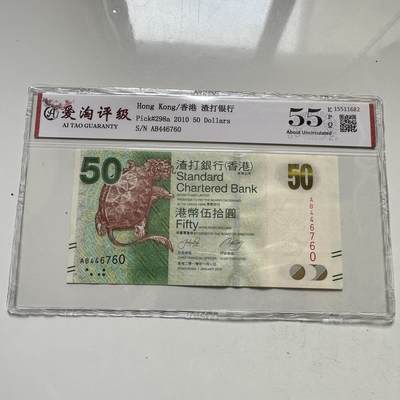 爱淘评级
AI TAO GUARANTY
Hong Kong/香港 渣打银行
Pick#298a 2010 50 Dollars
S/N AB446760
55
EPQ
About Uncirculated
15511682
50
渣打銀行(香港)
Standard
Chartered Bank
港幣伍拾圓
Fifty
AB446760
50
AB446760